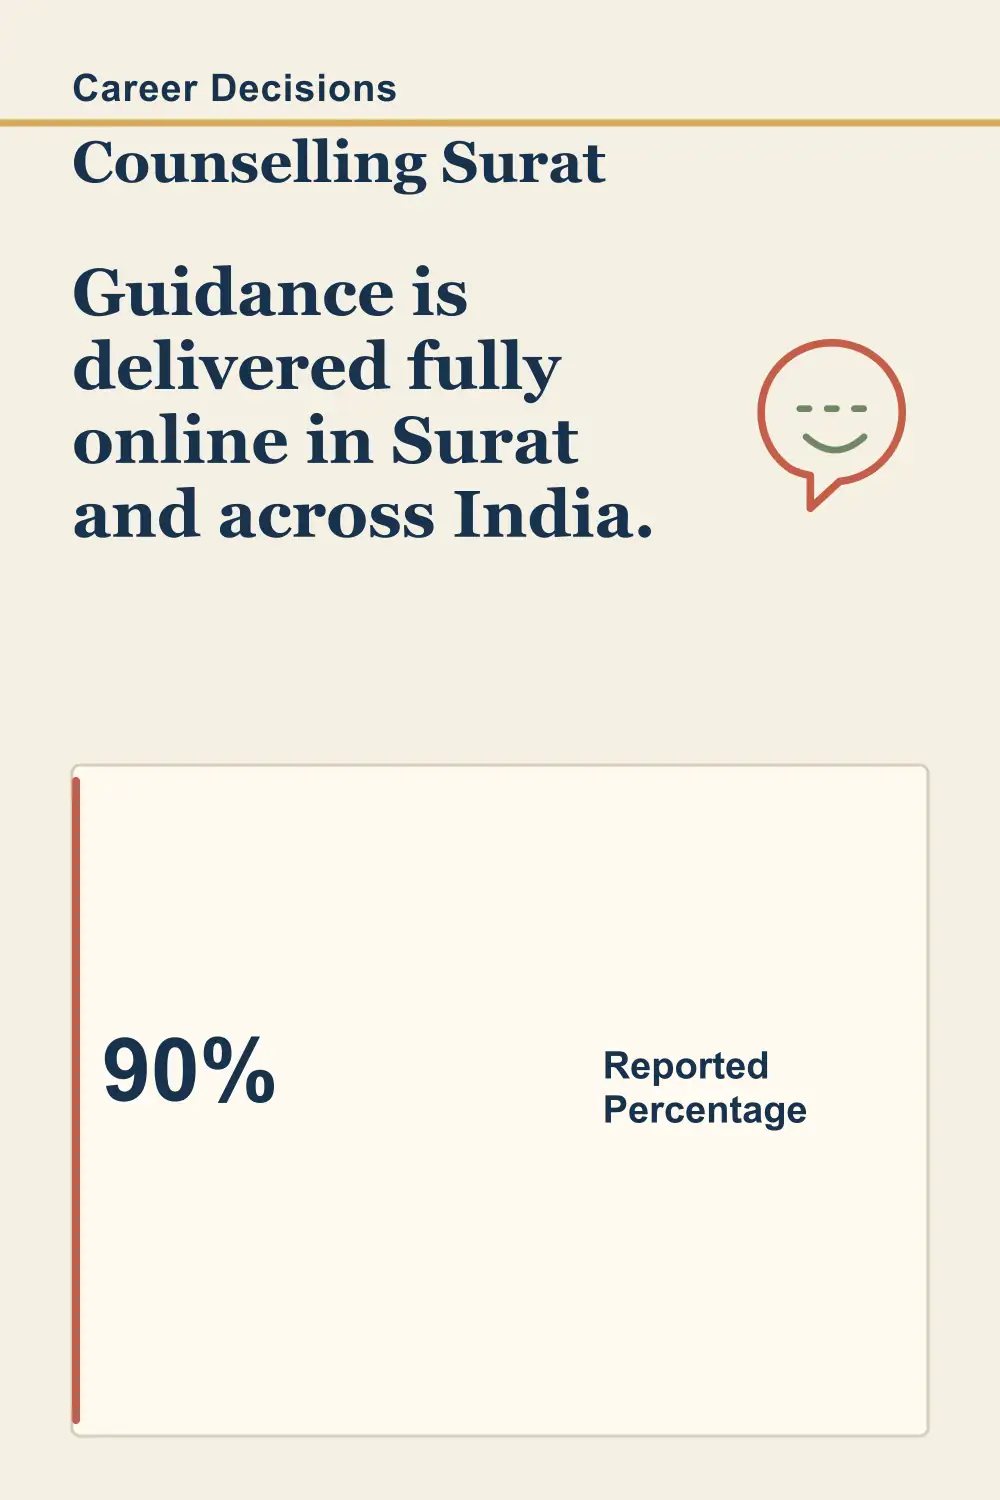 Career Decisions
Counselling Surat
Guidance is
delivered fully
online in Surat
and across India.
90%
Reported
Percentage